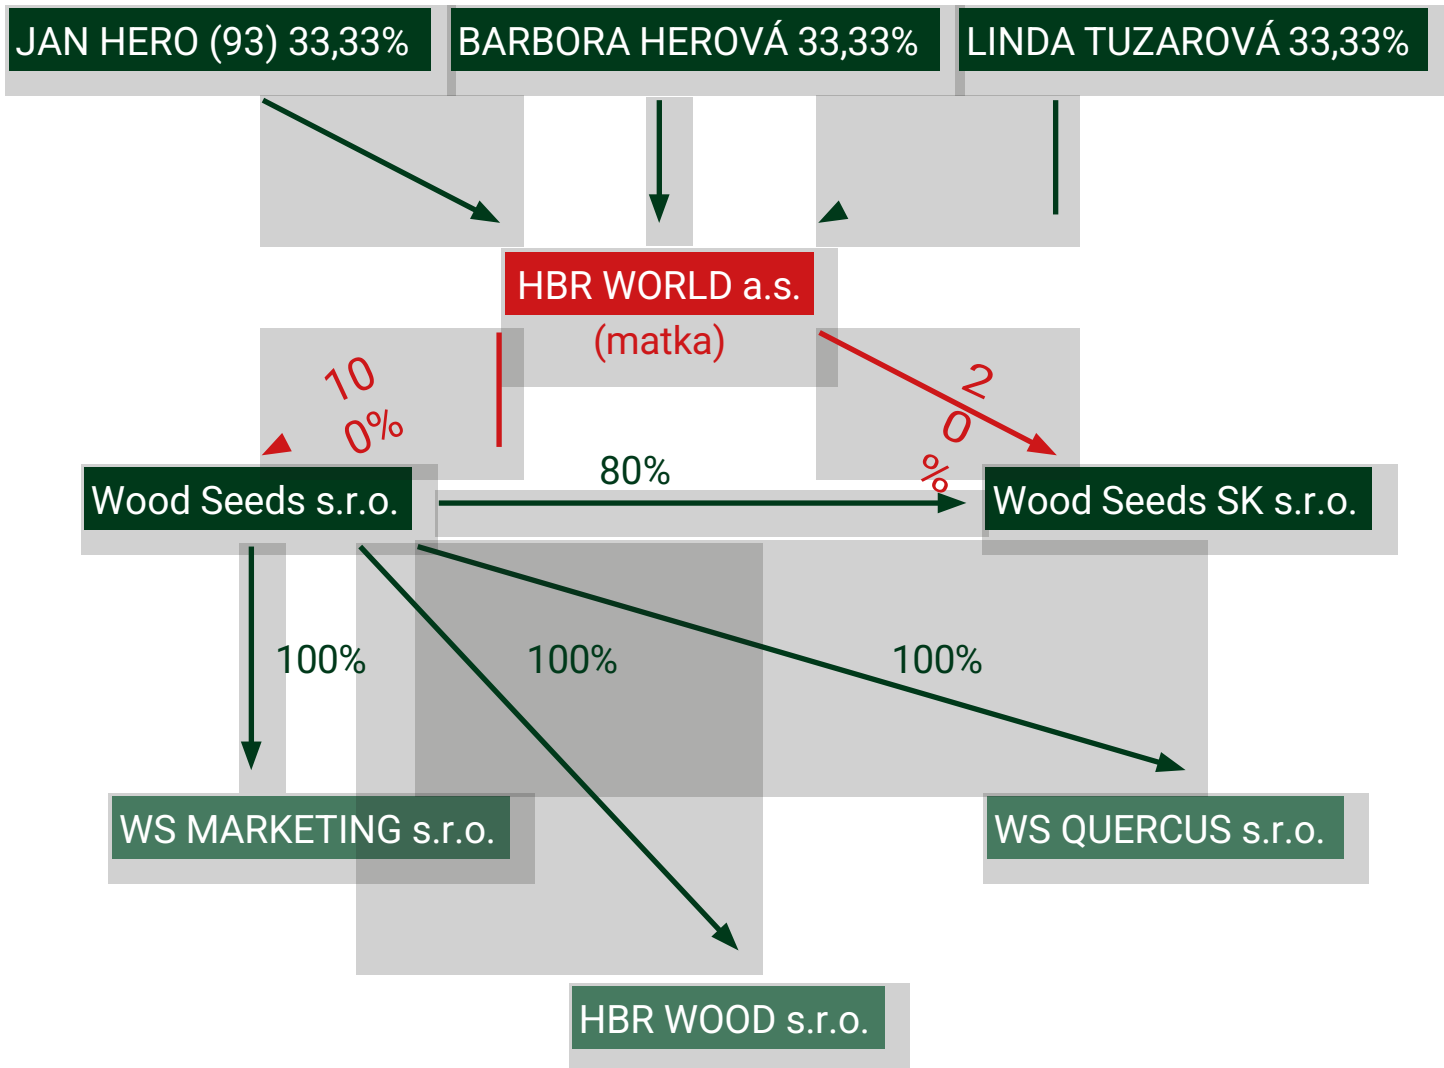 JAN HERO (93) 33,33%
BARBORA HEROVÁ 33,33%
LINDA TUZAROVÁ 33,33%
HBR WORLD a.s.
(matka)
10
0%
2
0
%
80%
Wood Seeds s.r.o.
Wood Seeds SK s.r.o.
100%
100%
100%
WS MARKETING s.r.o.
WS QUERCUS s.r.o.
HBR WOOD s.r.o.